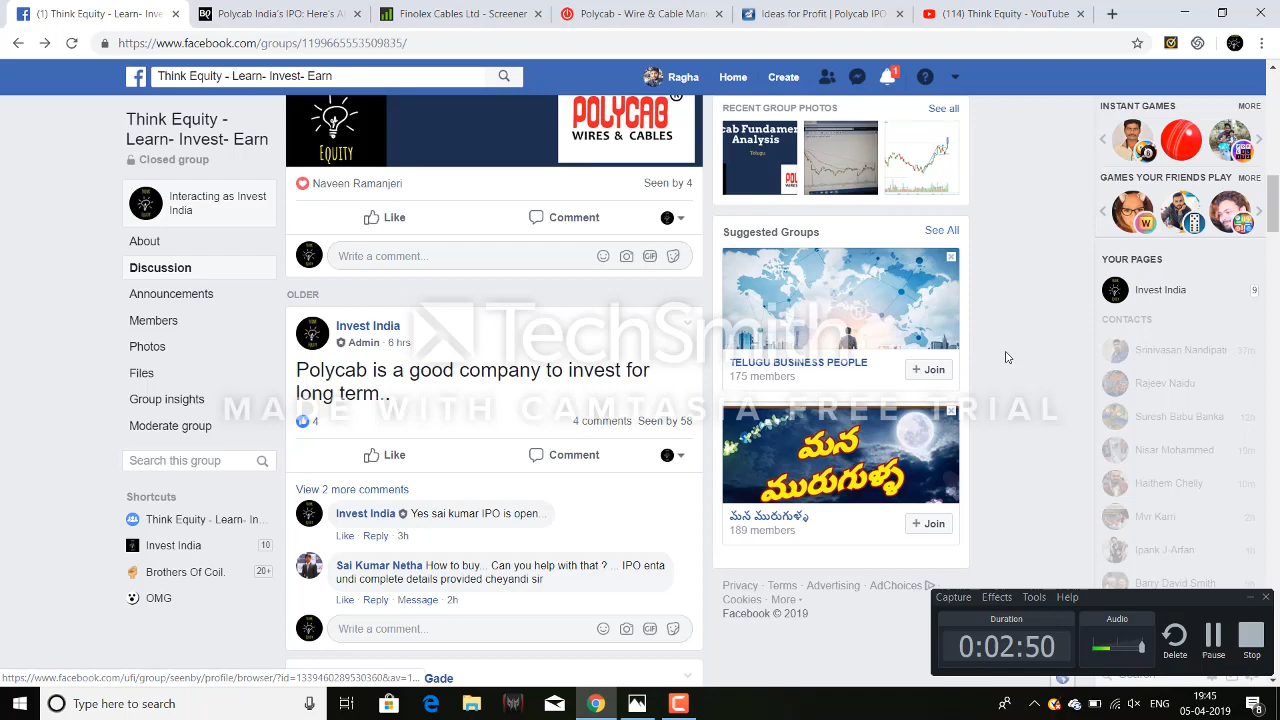 Think Equity - Learn- Inves
Polycab India's IPO: Here's A
Finolex Cables Ltd - Screener
Polycab - Wire & Cable Man
Ideas for Profit | Polycab IPO
(114) Think Equity - YouTube
https://www.facebook.com/groups/1199665553509835/
Think Equity - Learn- Invest- Earn
Ragha
Home
Create
1
Think Equity -
Learn- Invest- Earn
Closed group
Interacting as Invest
India
About
Discussion
Announcements
Members
Photos
Files
Group insights
Moderate group
Search this group
Shortcuts
Think Equity - Learn- In...
Invest India
10
Brothers Of Coil.
20+
OMG
THINK
EQUITY
POLYCAB
WIRES & CABLES
Naveen Ramanjeri
Seen by 4
Like
Comment
Write a comment...
OLDER
Invest India
Admin · 6 hrs
Polycab is a good company to invest for
long term..
4
4 comments Seen by 58
Like
Comment
View 2 more comments
Invest India Yes sai kumar IPO is open...
Like · Reply · 3h
Sai Kumar Netha How to buy... Can you help with that ? ... IPO enta
undi complete details provided cheyandi sir
Like · Reply · Message · 2h
Write a comment...
Gade
RECENT GROUP PHOTOS
See all
cab Fundamen
Analysis
Telugu
Suggested Groups
See All
TELUGU BUSINESS PEOPLE
175 members
+ Join
మన
మురుగుళ్ళ
మన మురుగుళ్ళ
189 members
+ Join
Privacy · Terms · Advertising · AdChoices
Cookies · More
Facebook © 2019
INSTANT GAMES
MORE
GAMES YOUR FRIENDS PLAY
MORE
W
YOUR PAGES
Invest India
9
CONTACTS
Srinivasan Nandipati
37m
Rajeev Naidu
Suresh Babu Banka
12h
Nisar Mohammed
19m
Haithem Chelly
10m
Mvr Karri
2h
Ipank J-Arfan
1h
Barry David Smith
TechSmith®
MADE WITH CAMTASIA FREE TRIAL
Capture
Effects
Tools
Help
Duration
0:02:50
Audio
Delete
Pause
Stop
https://www.facebook.com/ufi/group/seenby/profile/browser/?id=1339460289530360&av=1...
Type here to search
ENG
19:45
05-04-2019
8